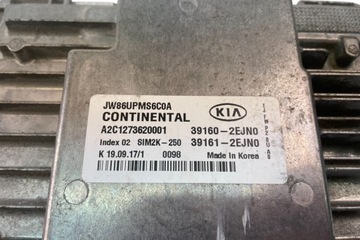 JW86UPMS6C0A
CONTINENTAL KIA
A2C1273620001 39160-2EJN0
Index 02 SIM2K-250 39161-2EJN0
K 19.09.17/1 0098 Made In Korea